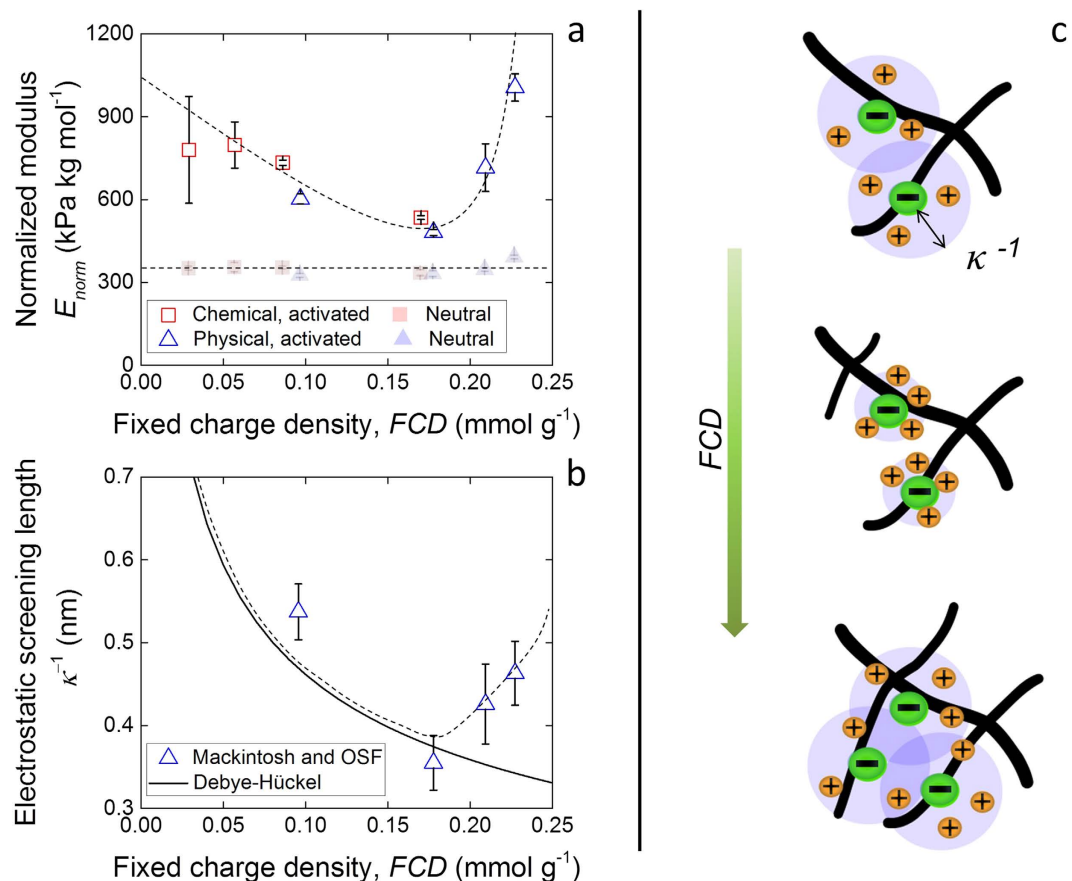 a
1200
900
600
300
0
Normalized modulus
E_norm (kPa kg mol⁻¹)
Chemical, activated
Neutral
Physical, activated
Neutral
0.00 0.05 0.10 0.15 0.20 0.25
Fixed charge density, FCD (mmol g⁻¹)
b
0.7
0.6
0.5
0.4
0.3
Electrostatic screening length
κ⁻¹ (nm)
Mackintosh and OSF
Debye-Hückel
0.00 0.05 0.10 0.15 0.20 0.25
Fixed charge density, FCD (mmol g⁻¹)
c
κ⁻¹
FCD